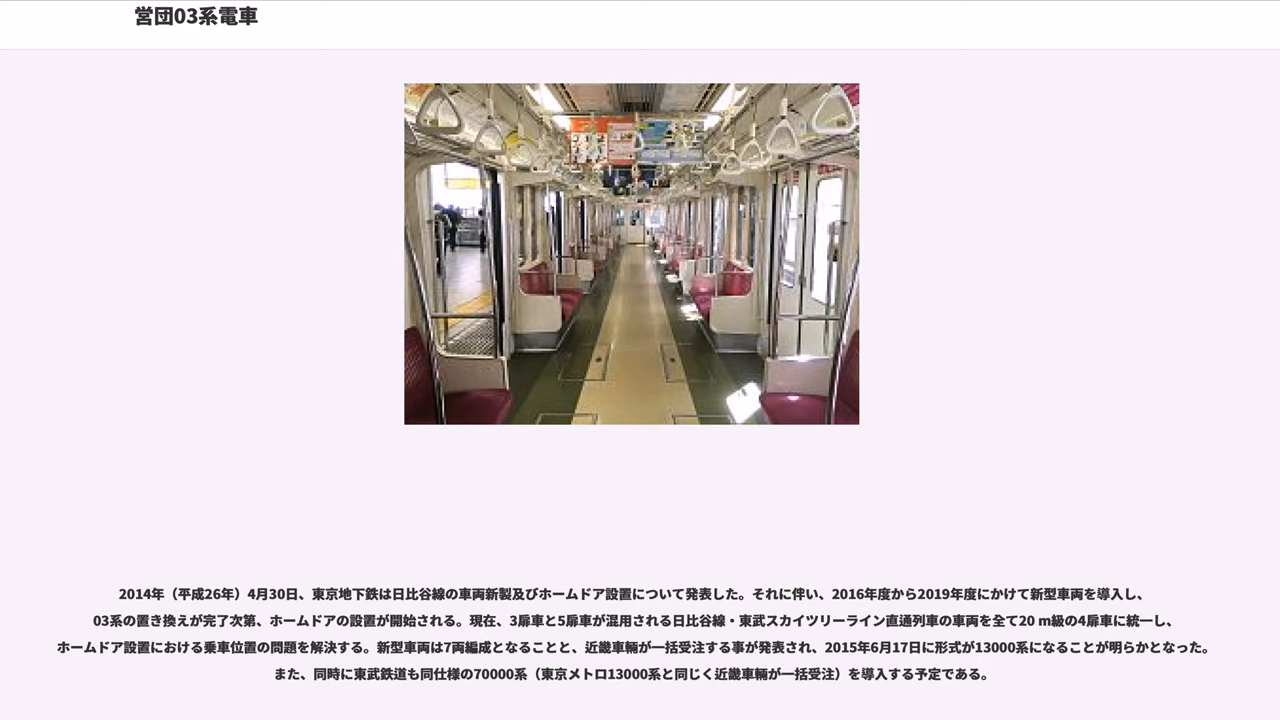 営団03系電車
2014年（平成26年）4月30日、東京地下鉄は日比谷線の車両新製及びホームドア設置について発表した。それに伴い、2016年度から2019年度にかけて新型車両を導入し、
03系の置き換えが完了次第、ホームドアの設置が開始される。現在、3扉車と5扉車が混用される日比谷線・東武スカイツリーライン直通列車の車両を全て20 m級の4扉車に統一し、
ホームドア設置における乗車位置の問題を解決する。新型車両は7両編成となることと、近畿車輛が一括受注する事が発表され、2015年6月17日に形式が13000系になることが明らかとなった。
また、同時に東武鉄道も同仕様の70000系（東京メトロ13000系と同じく近畿車輛が一括受注）を導入する予定である。